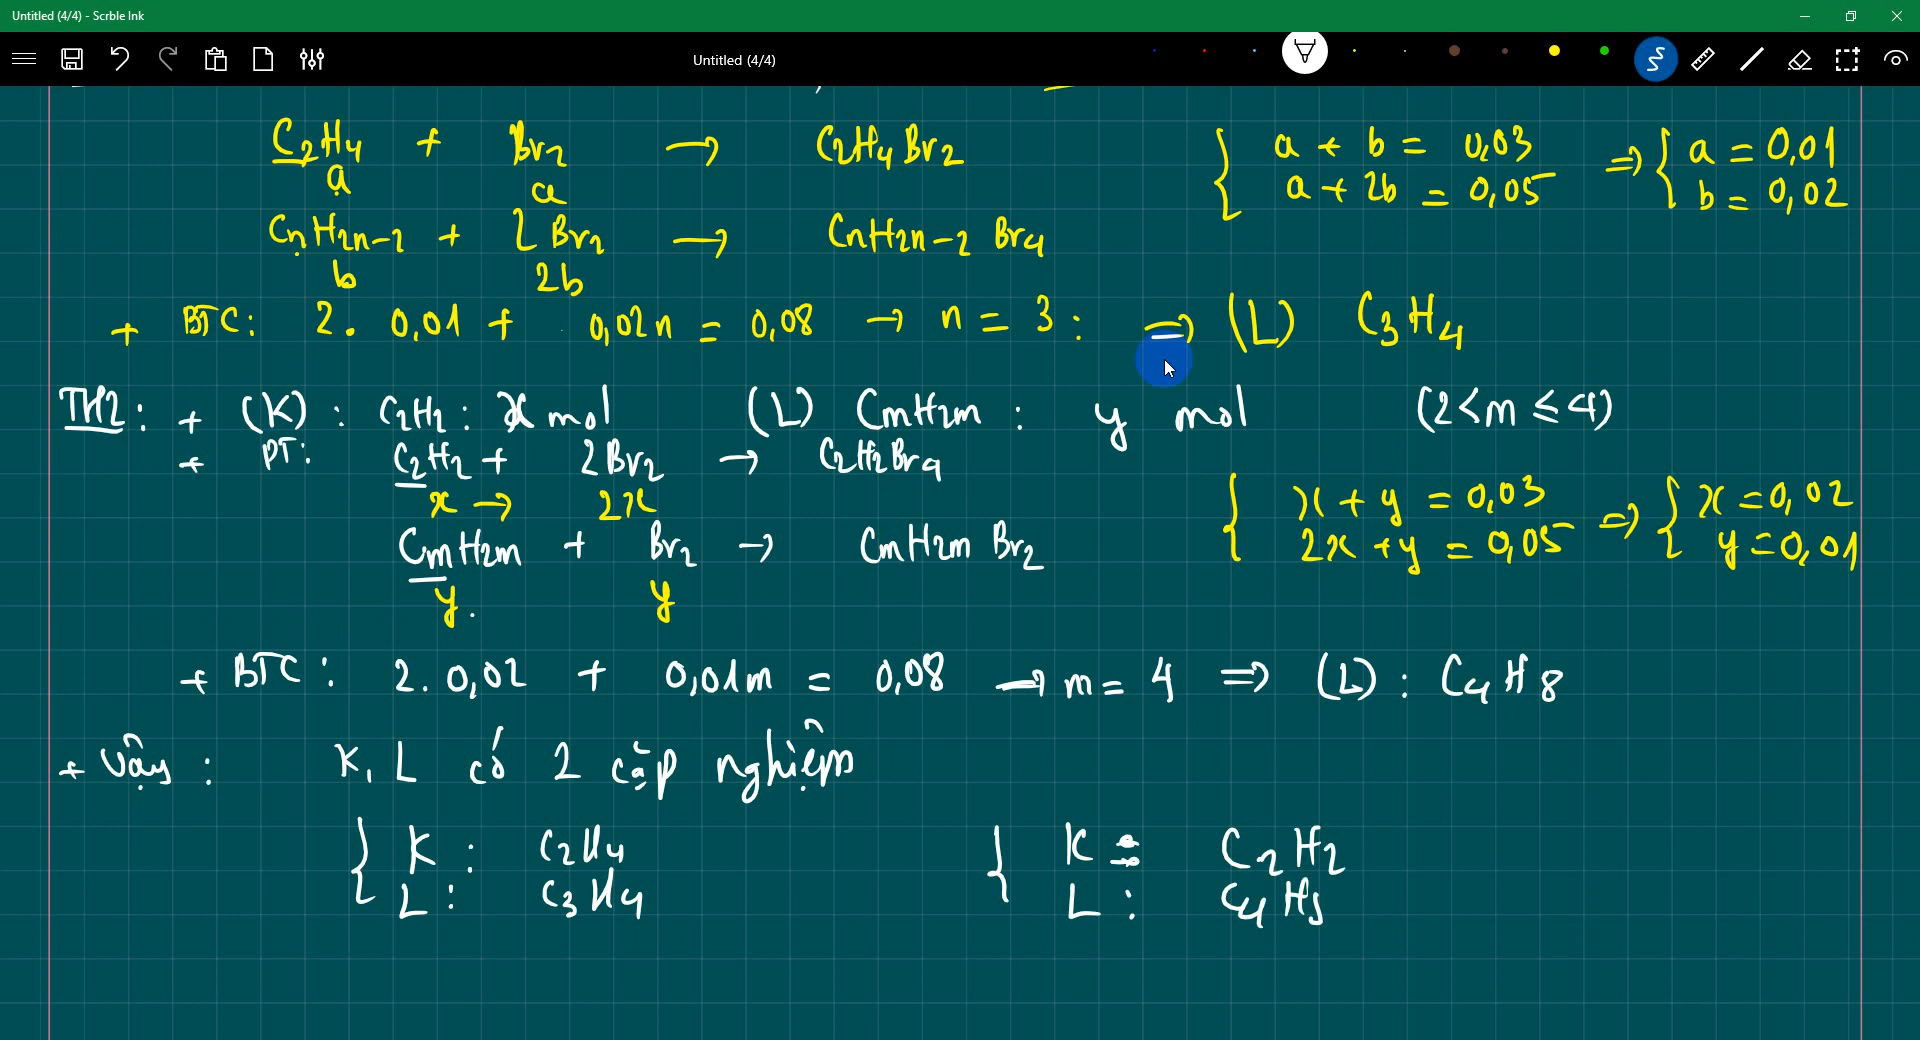 Untitled (4/4) - Scrble Ink
Untitled (4/4)
C2H4 + Br2 → C2H4Br2 { a + b = 0,03 ⇒ { a = 0,01
a a a + 2b = 0,05 b = 0,02
CnH2n-2 + 2Br2 → CnH2n-2 Br4
b 2b
+ BTC: 2. 0,01 + 0,02n = 0,08 → n = 3 : ⇒ (L) C3H4
TH2: + (K): C2H2: x mol (L) CmH2m : y mol (2<m≤4)
+ PT: C2H2 + 2Br2 → C2H2Br4
x → 2x { x + y = 0,03 ⇒ { x = 0,02
CmH2m + Br2 → CmH2m Br2 2x + y = 0,05 y = 0,01
y. y
+ BTC: 2. 0,02 + 0,01m = 0,08 → m = 4 ⇒ (L) : C4H8
+ Vậy : K, L có 2 cặp nghiệm
{ K : C2H4 { K : C2H2
L : C3H4 L : C4H8